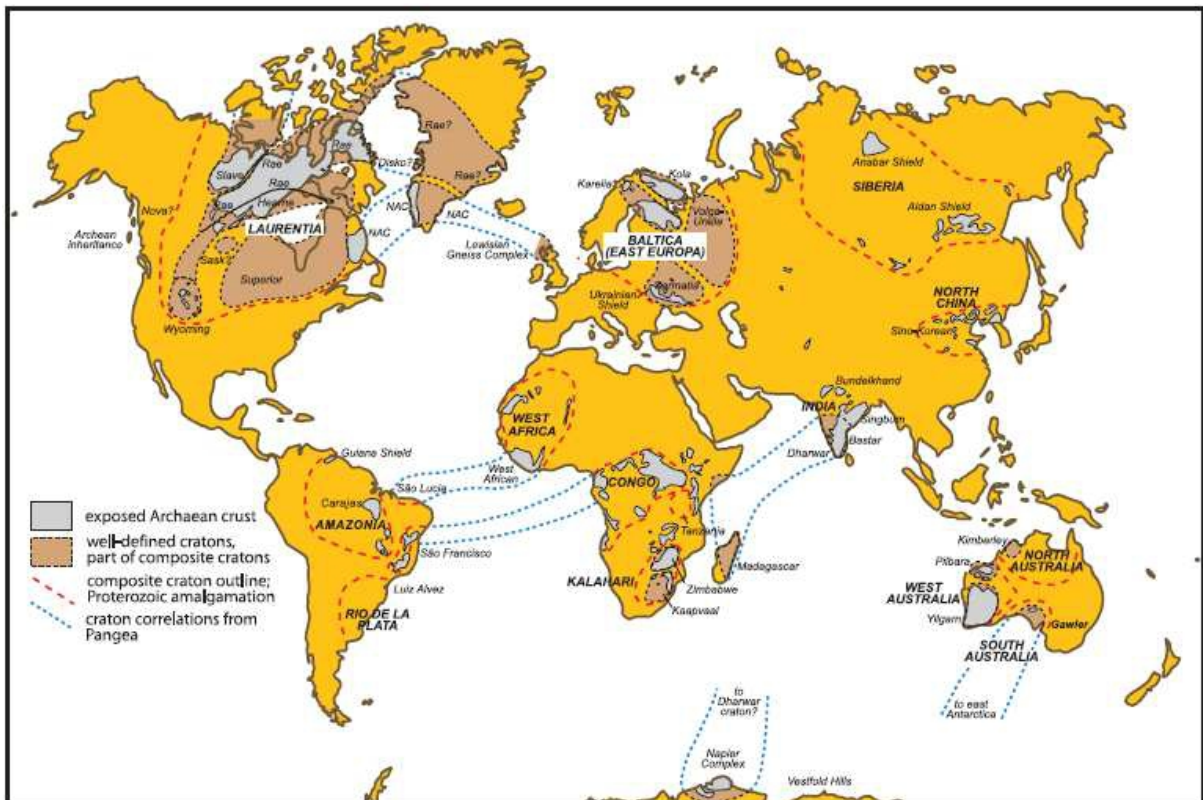 Rae?
Rae
Disko?
Slave
Rae
Rae?
Rae
Rae
Hearne
Nova?
NAC
NAC
NAC
LAURENTIA
Archean
Inheritance
Sask?
Superior
Wyoming
Lewisian
Gneiss Complex
Karelia
Kola
Volgo-
Uralia
BALTICA
(EAST EUROPA)
Sarmatia
Ukrainian
Shield
Anabar Shield
SIBERIA
Aldan Shield
NORTH
CHINA
Sino-Korean
Bundelkhand
INDIA
Singbum
Bastar
Dharwar
WEST
AFRICA
West
African
Guiana Shield
São Lucia
Carajas
AMAZONIA
São Francisco
Luiz Alvez
RIO DE LA
PLATA
CONGO
Tanzania
KALAHARI
Zimbabwe
Kaapvaal
Madagascar
Kimberley
Pilbara
NORTH
AUSTRALIA
WEST
AUSTRALIA
Yilgarn
Gawler
SOUTH
AUSTRALIA
to east
Antarctica
to
Dharwar
craton?
Napier
Complex
Vestfold Hills
exposed Archaean crust
well-defined cratons,
part of composite cratons
composite craton outline;
Proterozoic amalgamation
craton correlations from
Pangea